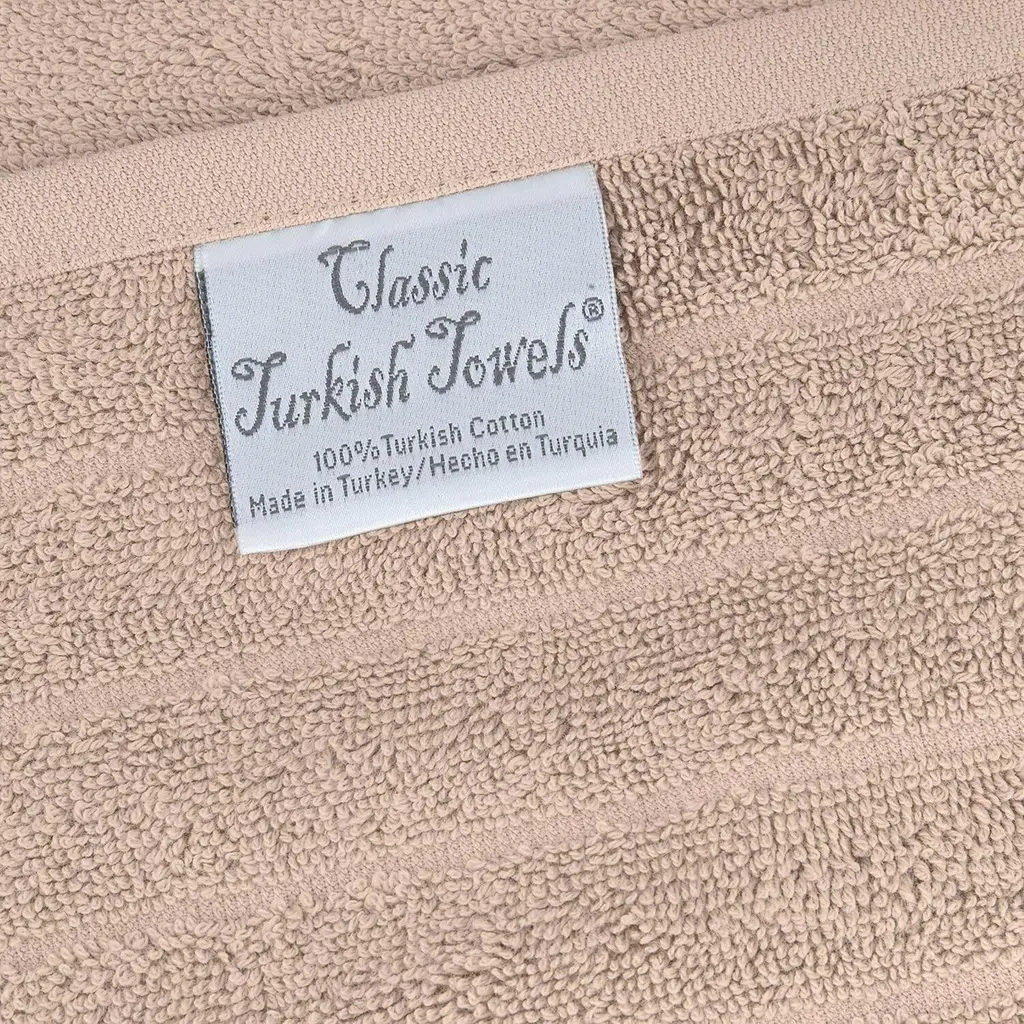 Classic
Turkish Towels®
100% Turkish Cotton
Made in Turkey/Hecho en Turquia